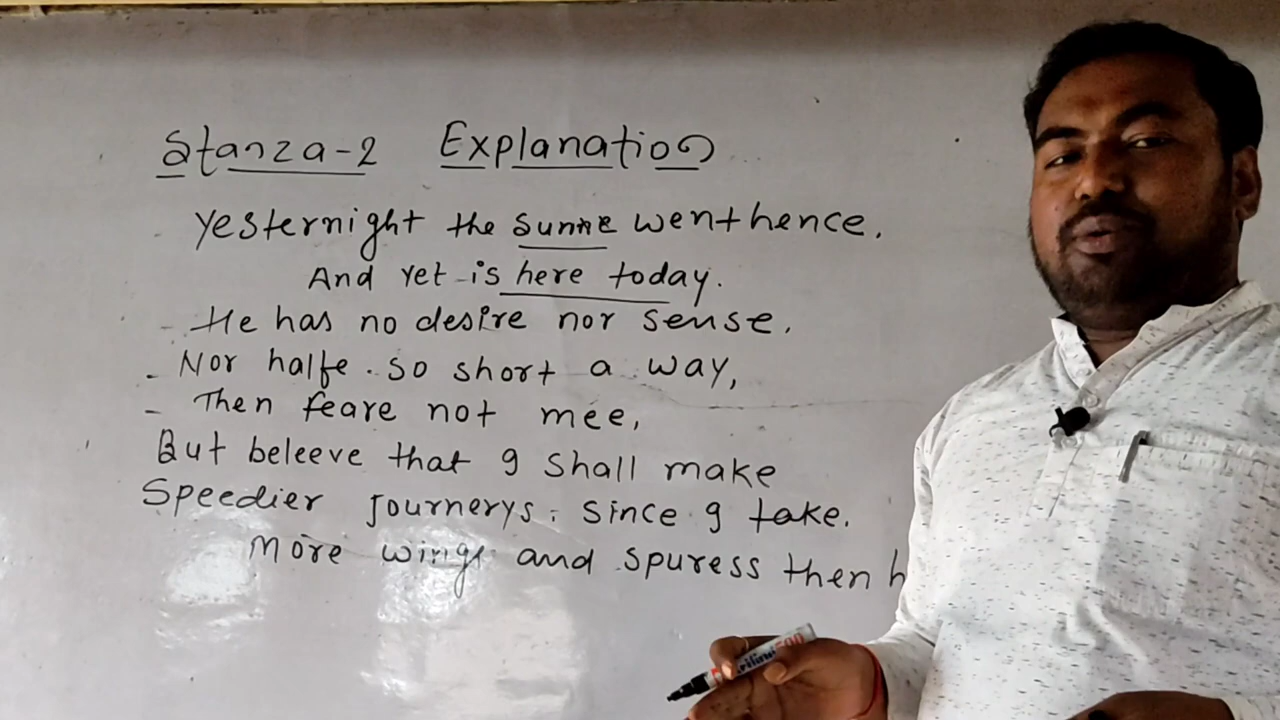 Stanza-2 Explanation
Yesternight the Sunne went hence.
And Yet is here today.
- He has no desire nor sense.
- Nor halfe so short a way,
- Then feare not mee,
But beleeve that I shall make
Speedier Journerys, Since I take.
More wings and spuress then h
500